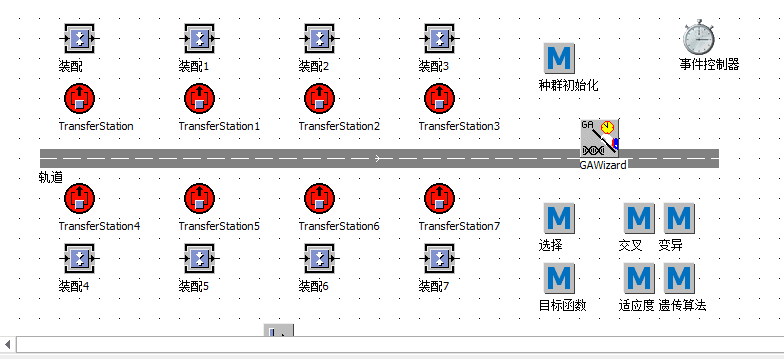 装配 装配1 装配2 装配3
M
种群初始化
事件控制器
TransferStation TransferStation1 TransferStation2 TransferStation3
GA
GAWizard
轨道
TransferStation4 TransferStation5 TransferStation6 TransferStation7
M M M
选择 交叉 变异
装配4 装配5 装配6 装配7
M M M
目标函数 适应度 遗传算法